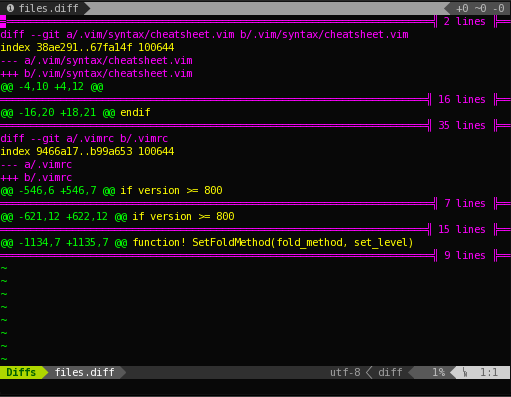 ❶ files.diff +0 ~0 -0
══════════════════════════════════╣ 2 lines ╠══
diff --git a/.vim/syntax/cheatsheet.vim b/.vim/syntax/cheatsheet.vim
index 38ae291..67fa14f 100644
--- a/.vim/syntax/cheatsheet.vim
+++ b/.vim/syntax/cheatsheet.vim
@@ -4,10 +4,12 @@
══════════════════════════════════╣ 16 lines ╠══
@@ -16,20 +18,21 @@ endif
══════════════════════════════════╣ 35 lines ╠══
diff --git a/.vimrc b/.vimrc
index 9466a17..b99a653 100644
--- a/.vimrc
+++ b/.vimrc
@@ -546,6 +546,7 @@ if version >= 800
══════════════════════════════════╣ 7 lines ╠══
@@ -621,12 +622,12 @@ if version >= 800
══════════════════════════════════╣ 15 lines ╠══
@@ -1134,7 +1135,7 @@ function! SetFoldMethod(fold_method, set_level)
══════════════════════════════════╣ 9 lines ╠══
~
~
~
~
~
~
~
~
Diffs files.diff utf-8 diff 1% 1:1